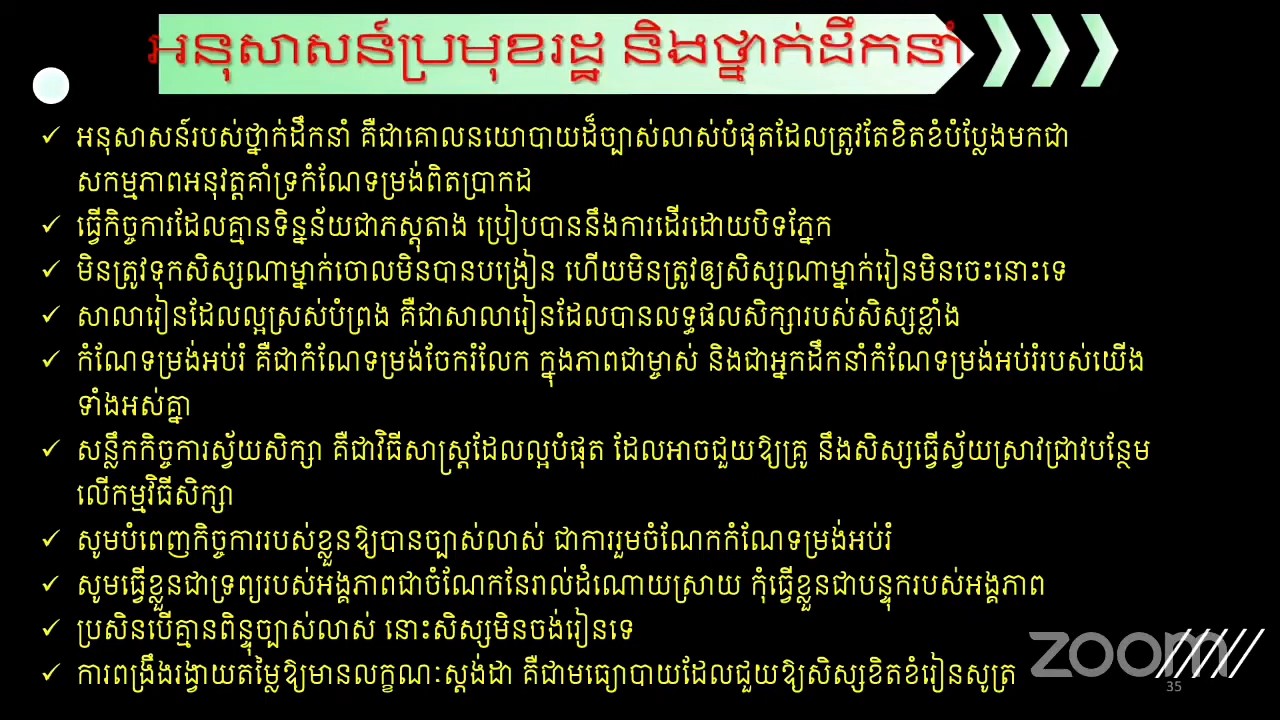 អនុសាសន៍ប្រមុខរដ្ឋ និងថ្នាក់ដឹកនាំ
✓ អនុសាសន៍របស់ថ្នាក់ដឹកនាំ គឺជាគោលនយោបាយដ៏ច្បាស់លាស់បំផុតដែលត្រូវតែខិតខំបំប្លែងមកជា
សកម្មភាពអនុវត្តគាំទ្រកំណែទម្រង់ពិតប្រាកដ
✓ ធ្វើកិច្ចការដែលគ្មានទិន្នន័យជាភស្តុតាង ប្រៀបបាននឹងការដើរដោយបិទភ្នែក
✓ មិនត្រូវទុកសិស្សណាម្នាក់ចោលមិនបានបង្រៀន ហើយមិនត្រូវឲ្យសិស្សណាម្នាក់រៀនមិនចេះនោះទេ
✓ សាលារៀនដែលល្អស្រស់បំព្រង គឺជាសាលារៀនដែលបានលទ្ធផលសិក្សារបស់សិស្សខ្លាំង
✓ កំណែទម្រង់អប់រំ គឺជាកំណែទម្រង់ចែករំលែក ក្នុងភាពជាម្ចាស់ និងជាអ្នកដឹកនាំកំណែទម្រង់អប់រំរបស់យើង
ទាំងអស់គ្នា
✓ សន្លឹកកិច្ចការស្វ័យសិក្សា គឺជាវិធីសាស្ត្រដែលល្អបំផុត ដែលអាចជួយឱ្យគ្រូ នឹងសិស្សធ្វើស្វ័យស្រាវជ្រាវបន្ថែម
លើកម្មវិធីសិក្សា
✓ សូមបំពេញកិច្ចការរបស់ខ្លួនឱ្យបានច្បាស់លាស់ ជាការរួមចំណែកកំណែទម្រង់អប់រំ
✓ សូមធ្វើខ្លួនជាទ្រព្យរបស់អង្គភាពជាចំណែកនៃរាល់ដំណោយស្រាយ កុំធ្វើខ្លួនជាបន្ទុករបស់អង្គភាព
✓ ប្រសិនបើគ្មានពិន្ទុច្បាស់លាស់ នោះសិស្សមិនចង់រៀនទេ
✓ ការពង្រឹងរង្វាយតម្លៃឱ្យមានលក្ខណៈស្តង់ដា គឺជាមធ្យោបាយដែលជួយឱ្យសិស្សខិតខំរៀនសូត្រ
zoom
35